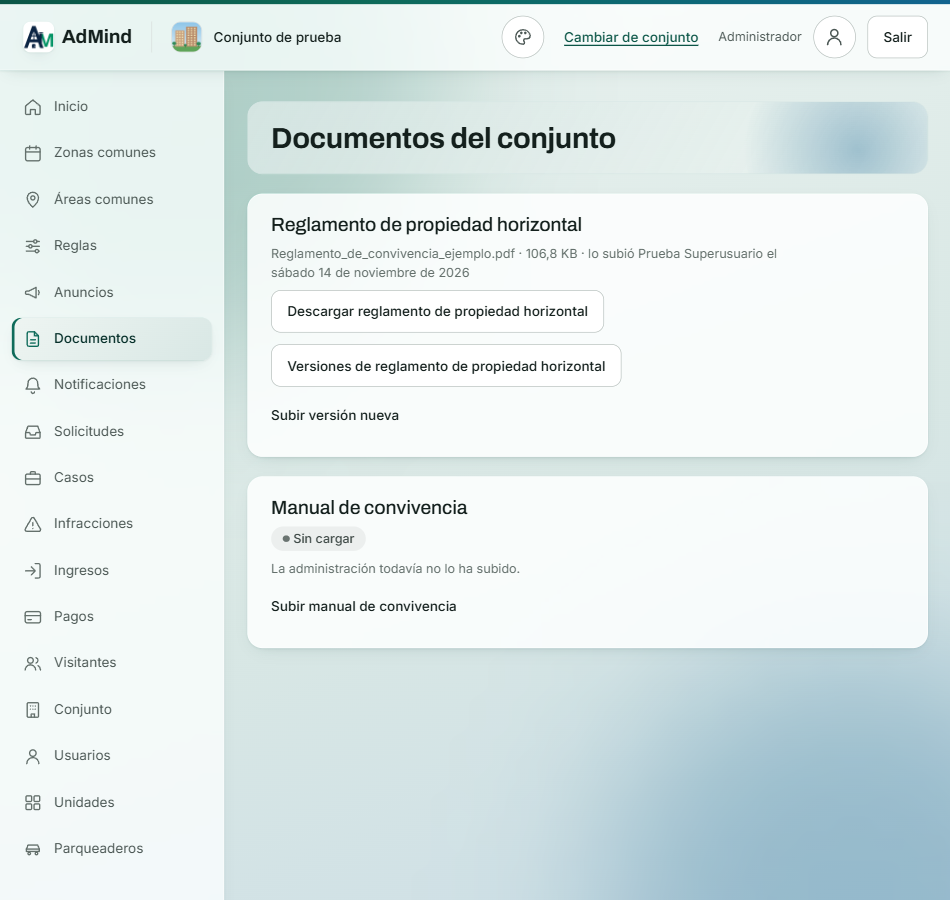 AM AdMind
Conjunto de prueba
Cambiar de conjunto
Administrador
Salir
Inicio
Zonas comunes
Áreas comunes
Reglas
Anuncios
Documentos
Notificaciones
Solicitudes
Casos
Infracciones
Ingresos
Pagos
Visitantes
Conjunto
Usuarios
Unidades
Parqueaderos
Documentos del conjunto
Reglamento de propiedad horizontal
Reglamento_de_convivencia_ejemplo.pdf · 106,8 KB · lo subió Prueba Superusuario el
sábado 14 de noviembre de 2026
Descargar reglamento de propiedad horizontal
Versiones de reglamento de propiedad horizontal
Subir versión nueva
Manual de convivencia
Sin cargar
La administración todavía no lo ha subido.
Subir manual de convivencia